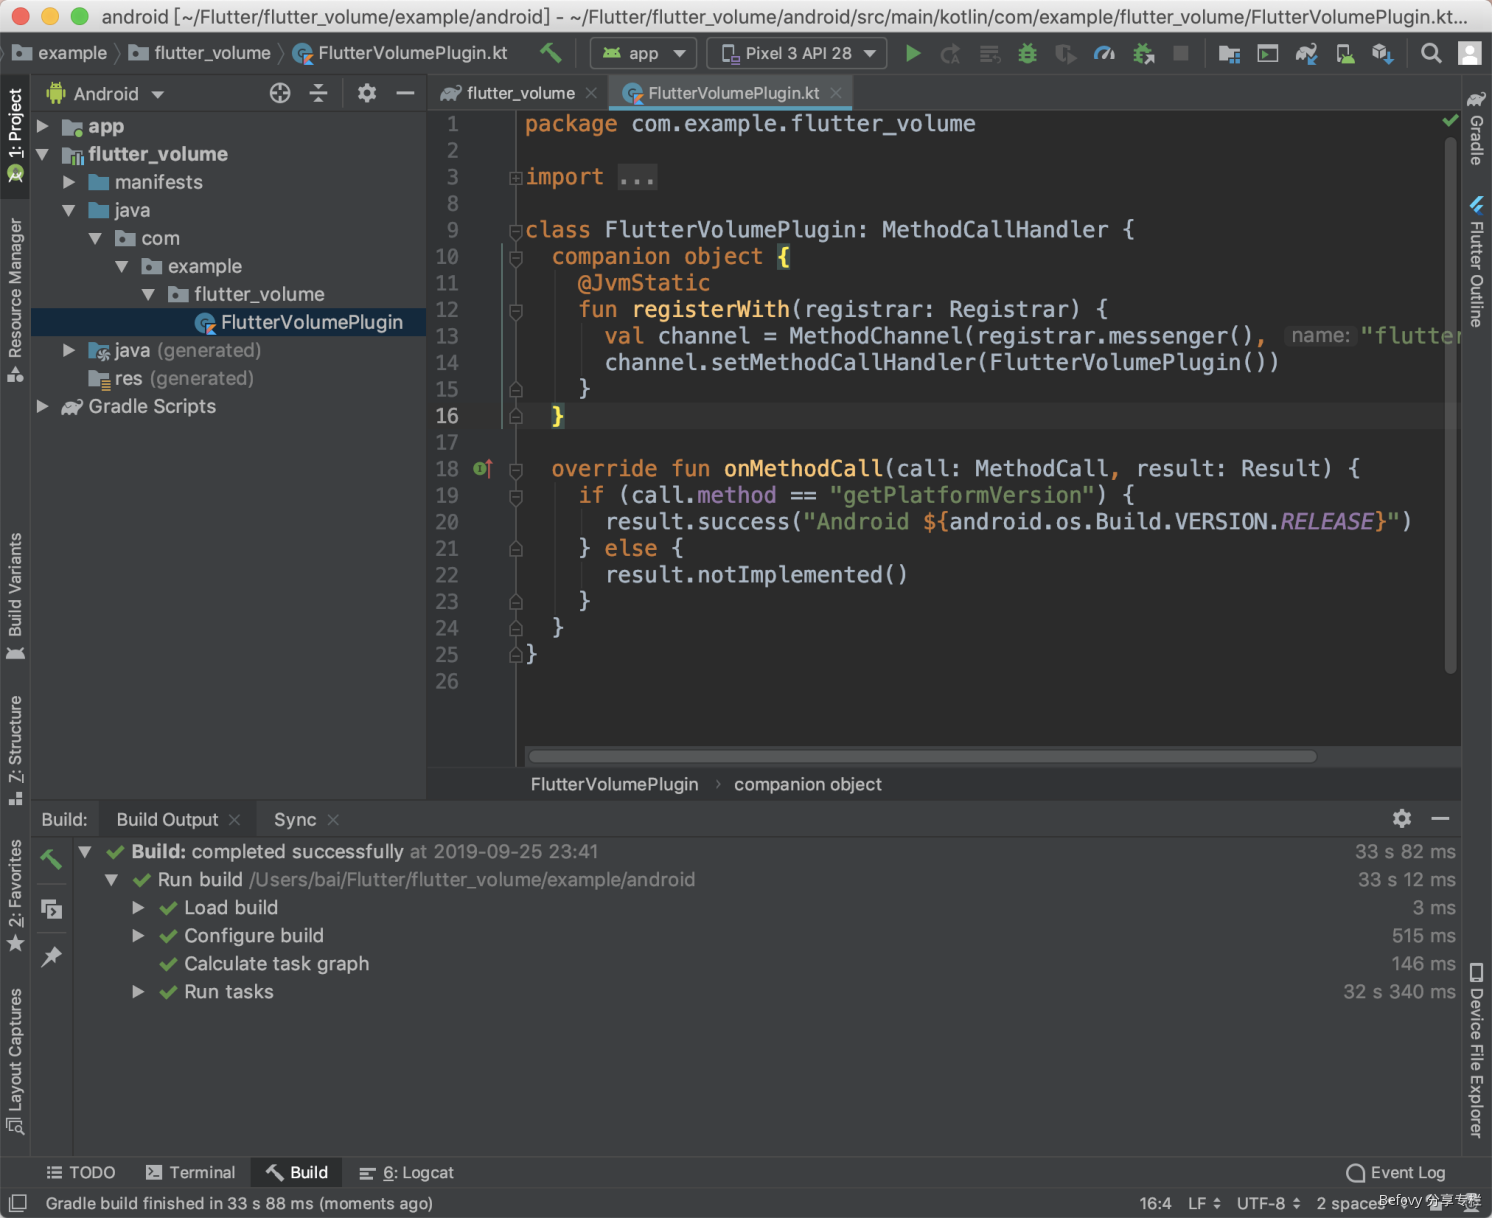 android [~/Flutter/flutter_volume/example/android] - ~/Flutter/flutter_volume/android/src/main/kotlin/com/example/flutter_volume/FlutterVolumePlugin.kt...
example flutter_volume FlutterVolumePlugin.kt app Pixel 3 API 28
1: Project
Resource Manager
Build Variants
7: Structure
2: Favorites
Layout Captures
Android
app
flutter_volume
manifests
java
com
example
flutter_volume
FlutterVolumePlugin
java (generated)
res (generated)
Gradle Scripts
flutter_volume FlutterVolumePlugin.kt
1 package com.example.flutter_volume
2
3 import ...
8
9 class FlutterVolumePlugin: MethodCallHandler {
10 companion object {
11 @JvmStatic
12 fun registerWith(registrar: Registrar) {
13 val channel = MethodChannel(registrar.messenger(), name: "flutter
14 channel.setMethodCallHandler(FlutterVolumePlugin())
15 }
16 }
17
18 override fun onMethodCall(call: MethodCall, result: Result) {
19 if (call.method == "getPlatformVersion") {
20 result.success("Android ${android.os.Build.VERSION.RELEASE}")
21 } else {
22 result.notImplemented()
23 }
24 }
25 }
26
FlutterVolumePlugin › companion object
Gradle
Flutter Outline
Device File Explorer
Build: Build Output Sync
Build: completed successfully at 2019-09-25 23:41 33 s 82 ms
Run build /Users/bai/Flutter/flutter_volume/example/android 33 s 12 ms
Load build 3 ms
Configure build 515 ms
Calculate task graph 146 ms
Run tasks 32 s 340 ms
TODO Terminal Build 6: Logcat Event Log
Gradle build finished in 33 s 88 ms (moments ago) 16:4 LF UTF-8 2 spaces
Befovy 分享专栏